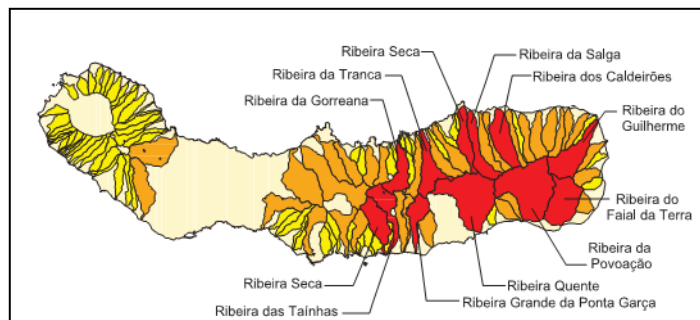 Ribeira Seca
Ribeira da Salga
Ribeira da Tranca
Ribeira dos Caldeirões
Ribeira da Gorreana
Ribeira do
Guilherme
Ribeira do
Faial da Terra
Ribeira da
Povoação
Ribeira Seca
Ribeira Quente
Ribeira Grande da Ponta Garça
Ribeira das Taínhas